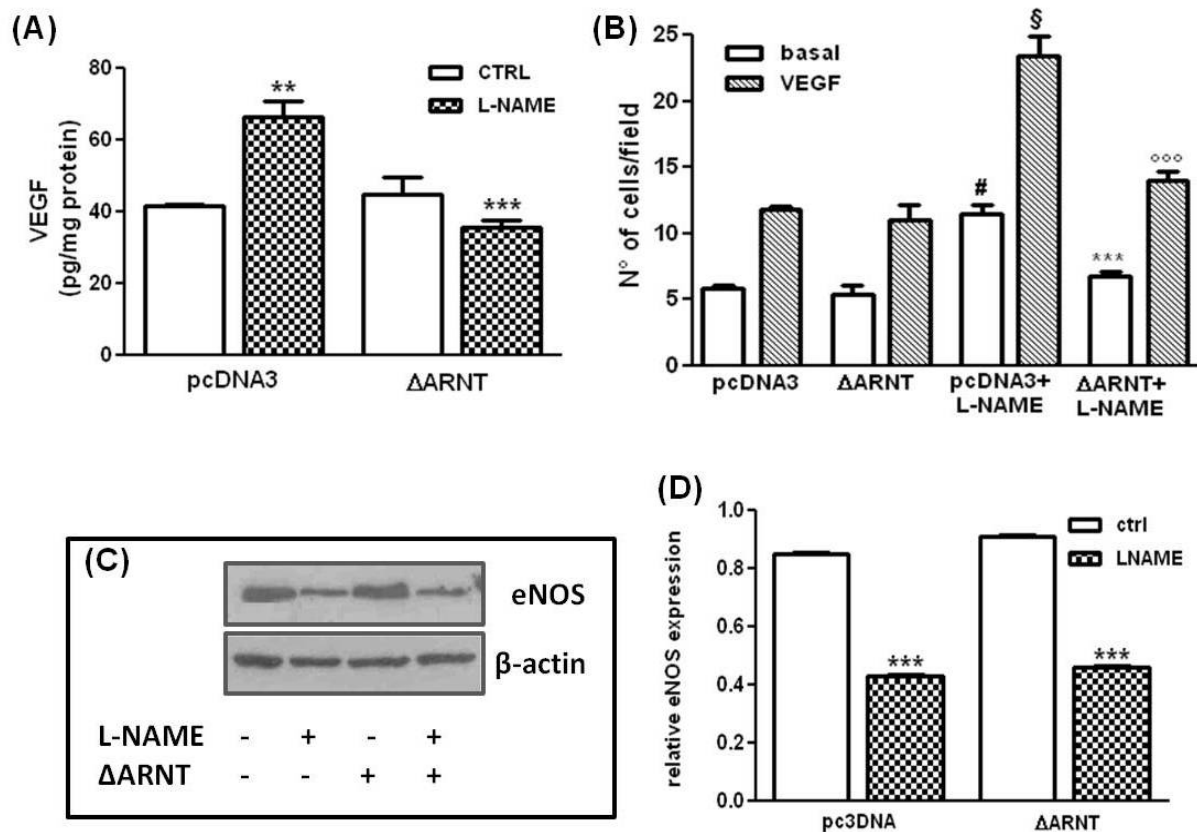 (A)
80
60
40
20
0
VEGF
(pg/mg protein)
CTRL
L-NAME
**
***
pcDNA3
ΔARNT
(B)
25
20
15
10
5
0
N° of cells/field
basal
VEGF
#
§
***
°°°
pcDNA3
ΔARNT
pcDNA3+
L-NAME
ΔARNT+
L-NAME
(C)
eNOS
β-actin
L-NAME - + - +
ΔARNT - - + +
(D)
1.0
0.8
0.6
0.4
0.2
0.0
relative eNOS expression
ctrl
LNAME
***
***
pc3DNA
ΔARNT